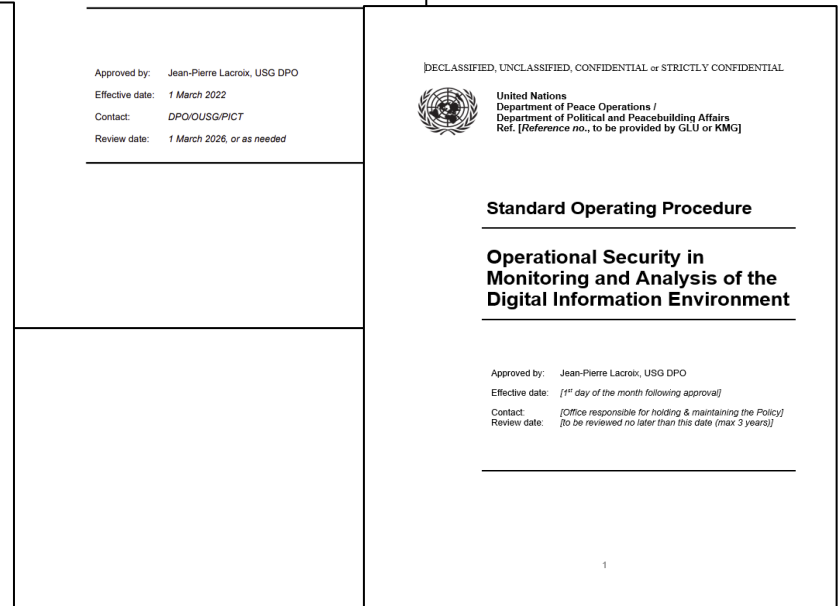 Approved by: Jean-Pierre Lacroix, USG DPO
Effective date: 1 March 2022
Contact: DPO/OUSG/PICT
Review date: 1 March 2026, or as needed
DECLASSIFIED, UNCLASSIFIED, CONFIDENTIAL or STRICTLY CONFIDENTIAL
United Nations
Department of Peace Operations /
Department of Political and Peacebuilding Affairs
Ref. [Reference no., to be provided by GLU or KMG]
Standard Operating Procedure
Operational Security in
Monitoring and Analysis of the
Digital Information Environment
Approved by: Jean-Pierre Lacroix, USG DPO
Effective date: [1st day of the month following approval]
Contact: [Office responsible for holding & maintaining the Policy]
Review date: [to be reviewed no later than this date (max 3 years)]
1